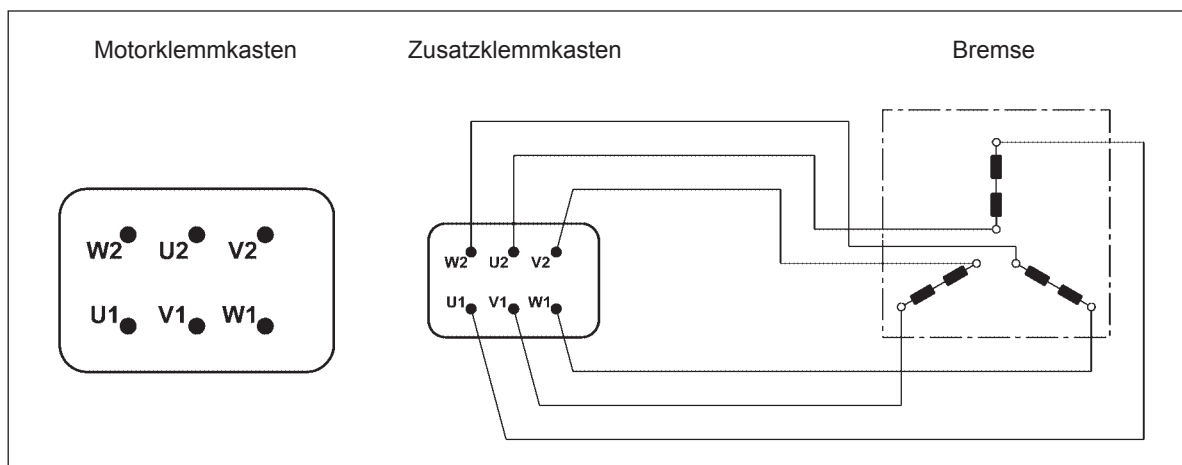 Motorklemmkasten Zusatzklemmkasten Bremse
W2 U2 V2
U1 V1 W1
W2 U2 V2
U1 V1 W1